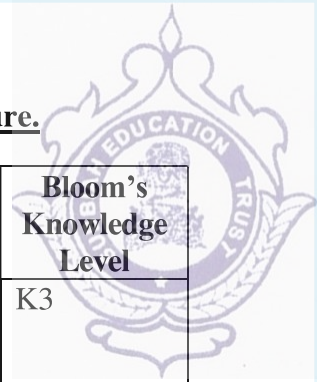 re.
EDUCATION TRUST
Bloom's
Knowledge
Level
K3